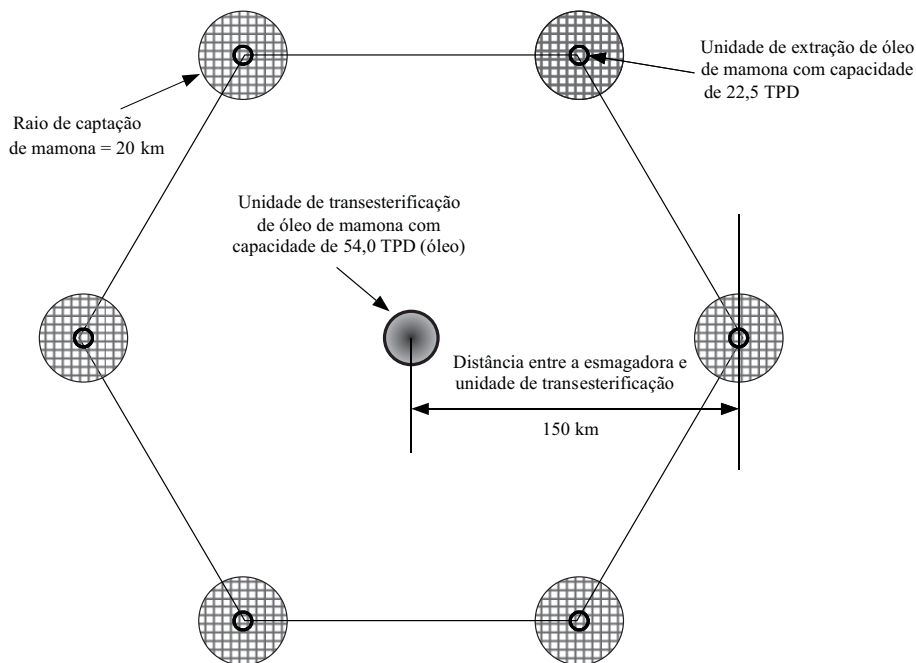 Unidade de extração de óleo
de mamona com capacidade
de 22,5 TPD
Raio de captação
de mamona = 20 km
Unidade de transesterificação
de óleo de mamona com
capacidade de 54,0 TPD (óleo)
Distância entre a esmagadora e
unidade de transesterificação
150 km